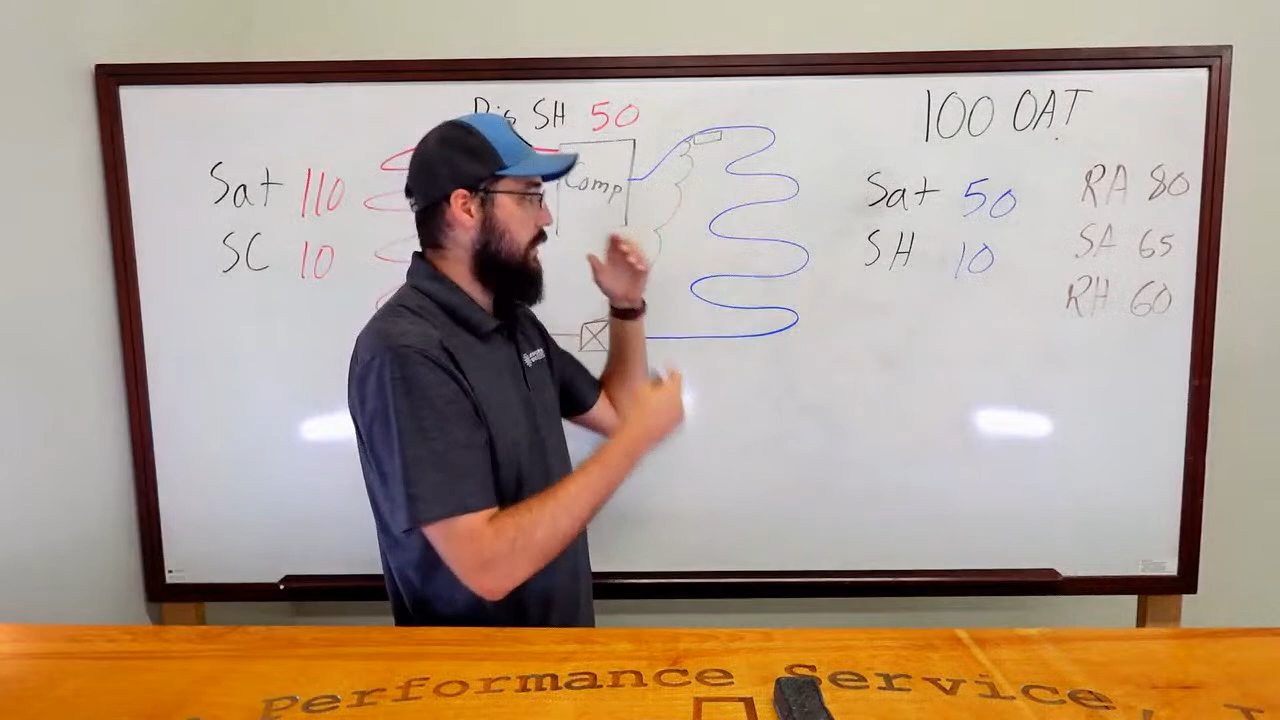 Dis SH 50
100 OAT
Sat 110
SC 10
Comp
Sat 50
SH 10
RA 80
SA 65
RH 60
Performance Service, I